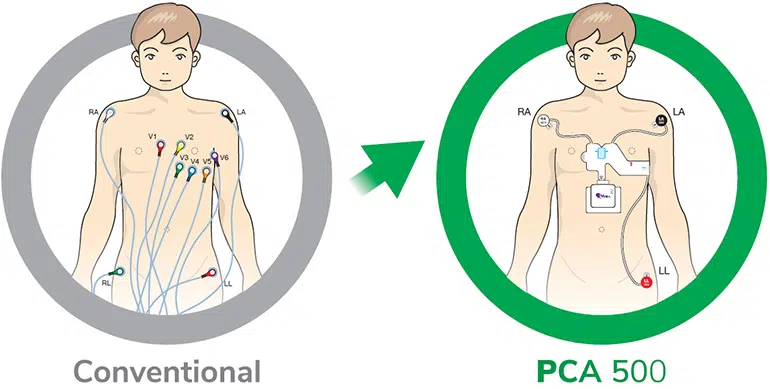 RA
LA
V1
V2
V3
V4
V5
V6
RL
LL
Conventional
RA
LA
LL
PCA 500